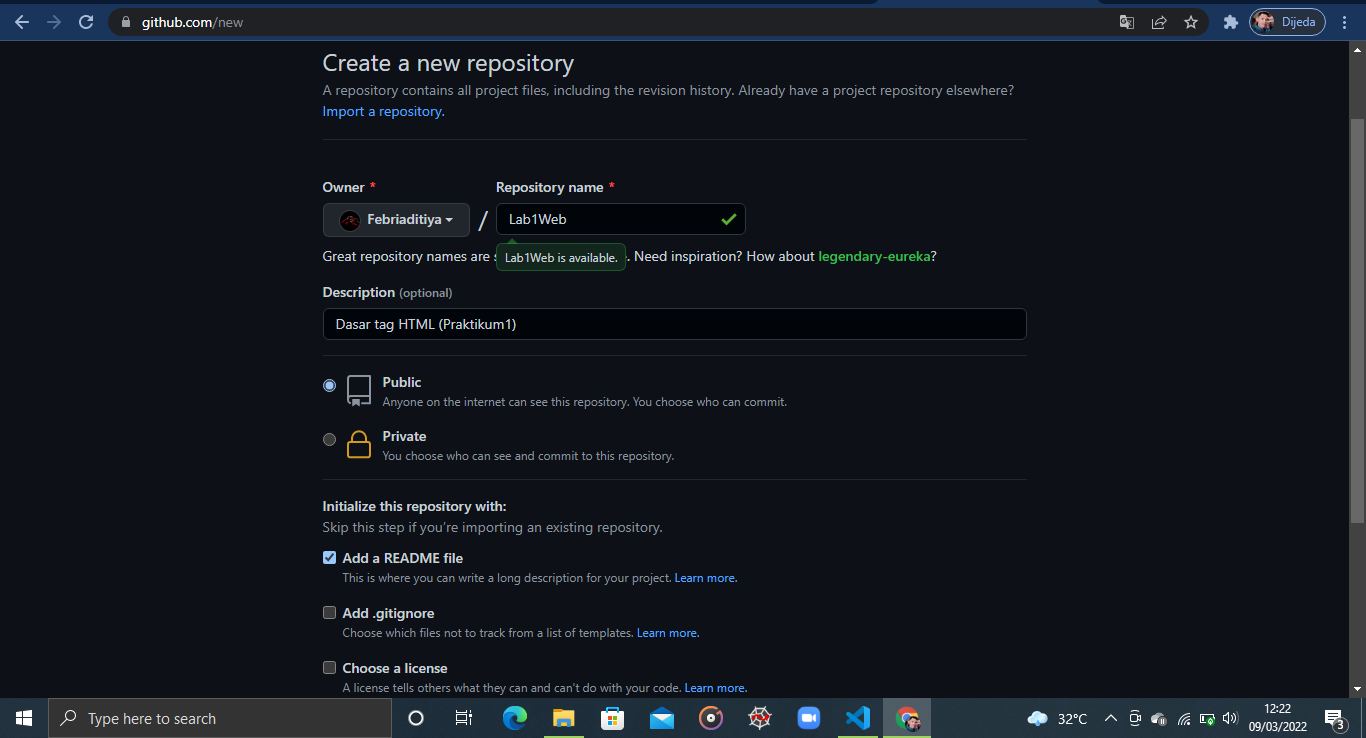 github.com/new
Dijeda
Create a new repository
A repository contains all project files, including the revision history. Already have a project repository elsewhere?
Import a repository.
Owner *
Repository name *
Febriaditiya / Lab1Web
Great repository names are Lab1Web is available. Need inspiration? How about legendary-eureka?
Description (optional)
Dasar tag HTML (Praktikum1)
Public
Anyone on the internet can see this repository. You choose who can commit.
Private
You choose who can see and commit to this repository.
Initialize this repository with:
Skip this step if you're importing an existing repository.
Add a README file
This is where you can write a long description for your project. Learn more.
Add .gitignore
Choose which files not to track from a list of templates. Learn more.
Choose a license
A license tells others what they can and can't do with your code. Learn more.
Type here to search
32°C
12:22
09/03/2022
3